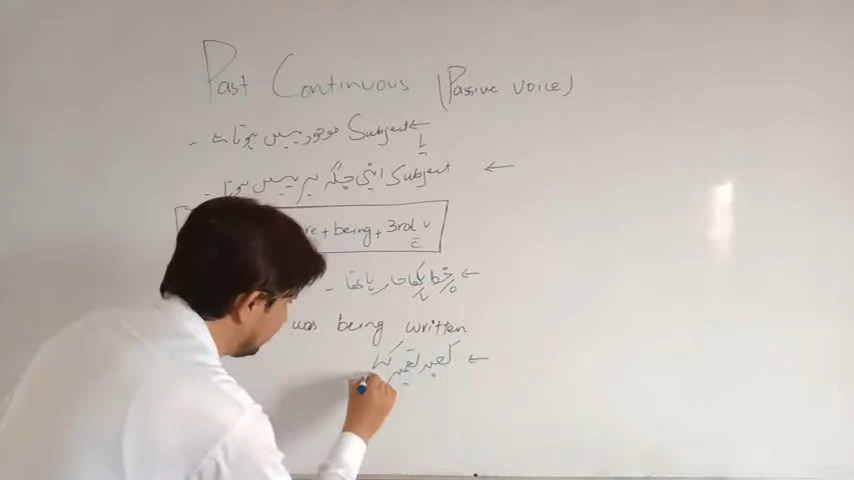 Past Continuous (Passive voice)
← Subject موجود نہیں ہوتا ہے -
یا
← Subject اپنی جگہ پر نہیں ہوتا -
re + being + 3rd v
← خط لکھا جا رہا تھا -
was being written
← تعمیر کیا